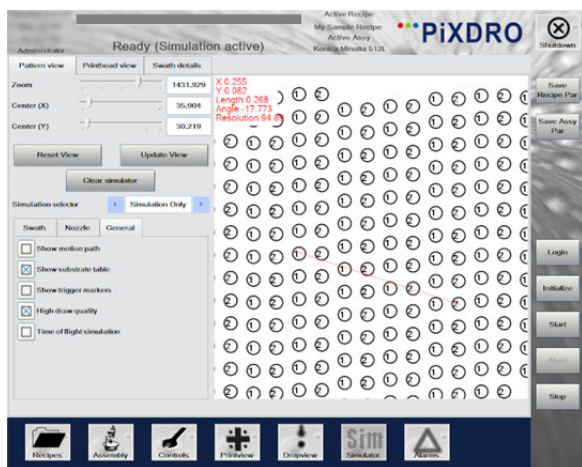 Active Recipe
My Sample Recipe
Active Assy
Konica Minolta 512L
PiXDRO
Administrator
Ready (Simulation active)
Shutdown
Pattern view
Printhead view
Swath details
Zoom
1431.929
Center (X)
35.904
Center (Y)
30.219
Reset View
Update View
Clear simulator
Simulation selector
Simulation Only
Swath
Nozzle
General
Show motion path
Show substrate table
Show trigger markers
High draw quality
Time of flight simulation
X:0.255
Y:0.082
Length:0.268
Angle:-17.773
Save
Recipe Par
Save Assy
Par
Login
Initialize
Start
Abort
Stop
Recipes
Assembly
Controls
Printview
Dropview
Sim
Simulator
Alarms